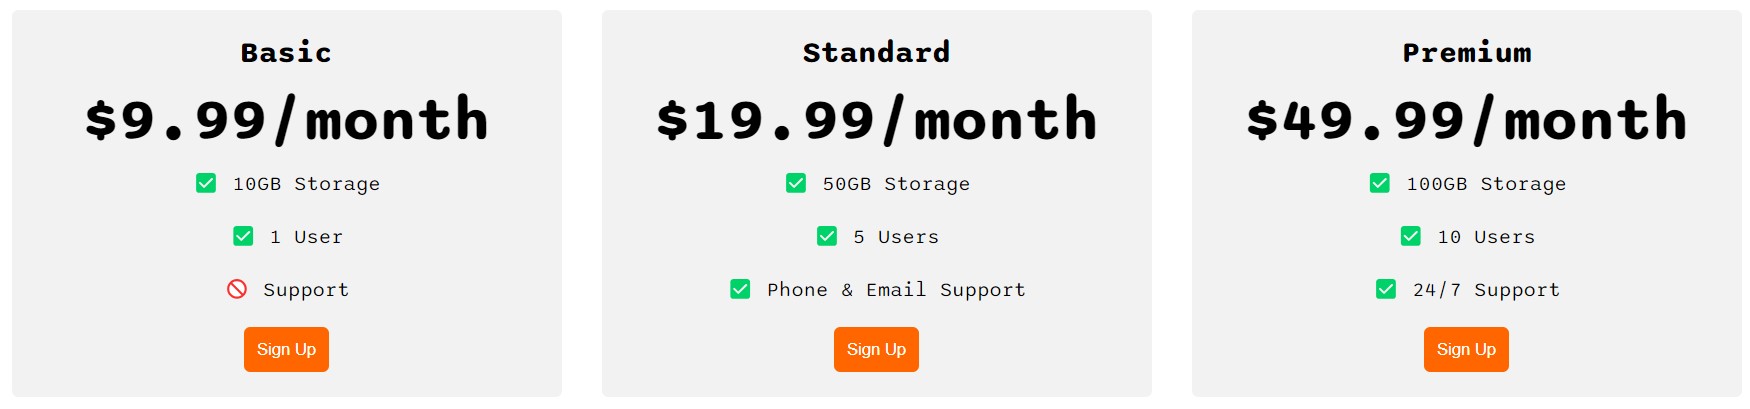 Basic
$9.99/month
10GB Storage
1 User
Support
Sign Up
Standard
$19.99/month
50GB Storage
5 Users
Phone & Email Support
Sign Up
Premium
$49.99/month
100GB Storage
10 Users
24/7 Support
Sign Up